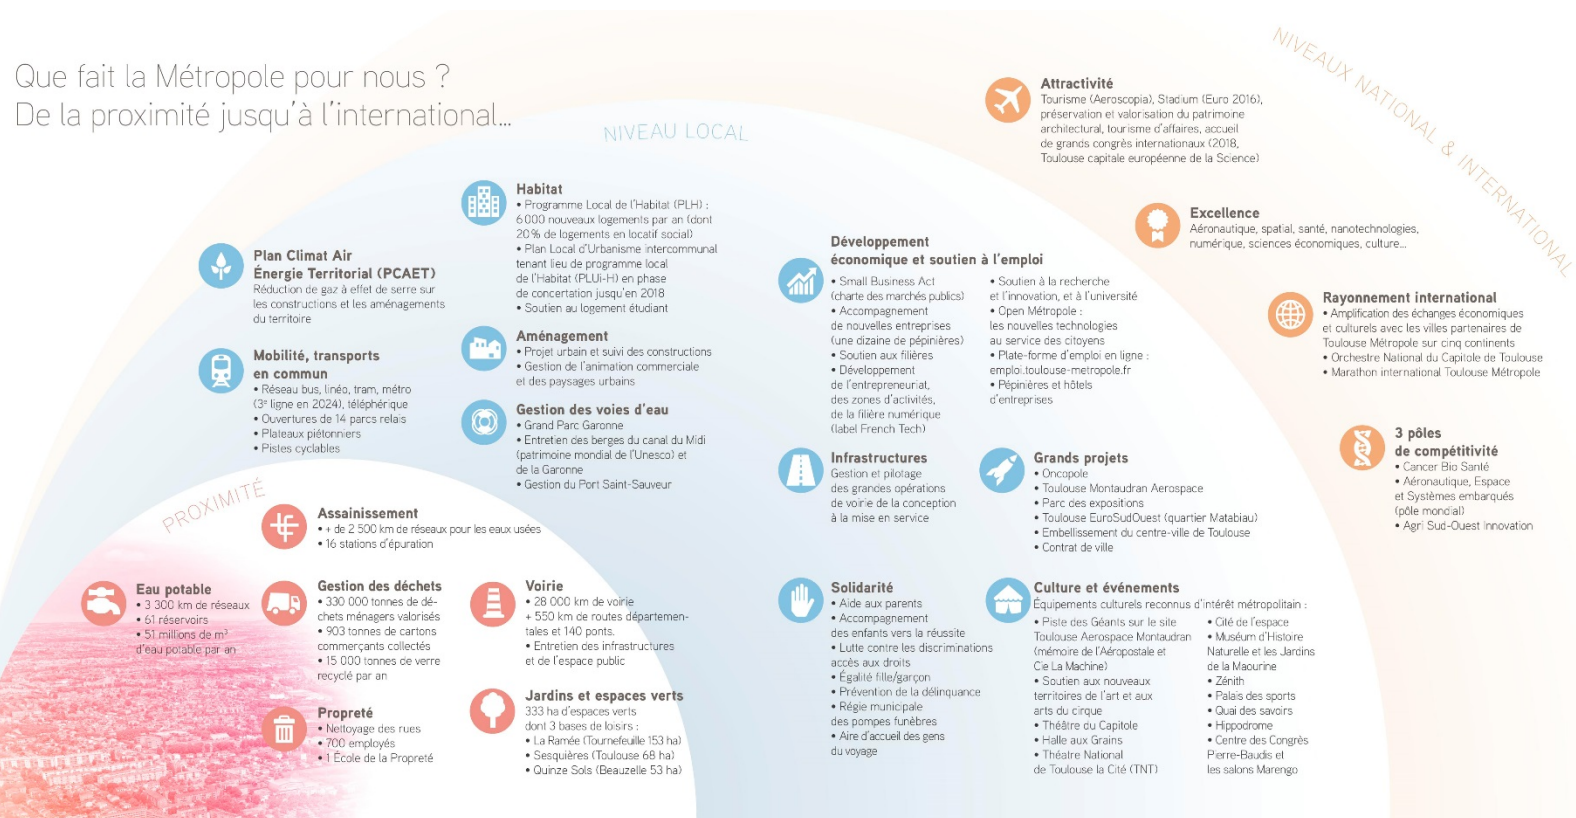 Que fait la Métropole pour nous ?
De la proximité jusqu'à l'international...
NIVEAU LOCAL
NIVEAUX NATIONAL & INTERNATIONAL
Attractivité
Tourisme (Aeroscopia), Stadium (Euro 2016),
préservation et valorisation du patrimoine
architectural, tourisme d'affaires, accueil
de grands congrès internationaux (2018,
Toulouse capitale européenne de la Science)
Excellence
Aéronautique, spatial, santé, nanotechnologies,
numérique, sciences économiques, culture...
Rayonnement international
• Amplification des échanges économiques
et culturels avec les villes partenaires de
Toulouse Métropole sur cinq continents
• Orchestre National du Capitole de Toulouse
• Marathon international Toulouse Métropole
3 pôles
de compétitivité
• Cancer Bio Santé
• Aéronautique, Espace
et Systèmes embarqués
(pôle mondial)
• Agri Sud-Ouest Innovation
Plan Climat Air
Énergie Territorial (PCAET)
Réduction de gaz à effet de serre sur
les constructions et les aménagements
du territoire
Mobilité, transports
en commun
• Réseau bus, linéo, tram, métro
(3e ligne en 2024), téléphérique
• Ouvertures de 14 parcs relais
• Plateaux piétonniers
• Pistes cyclables
Habitat
• Programme Local de l'Habitat (PLH) :
6 000 nouveaux logements par an (dont
20 % de logements en locatif social)
• Plan Local d'Urbanisme intercommunal
tenant lieu de programme local
de l'Habitat (PLUi-H) en phase
de concertation jusqu'en 2018
• Soutien au logement étudiant
Aménagement
• Projet urbain et suivi des constructions
• Gestion de l'animation commerciale
et des paysages urbains
Gestion des voies d'eau
• Grand Parc Garonne
• Entretien des berges du canal du Midi
(patrimoine mondial de l'Unesco) et
de la Garonne
• Gestion du Port Saint-Sauveur
Développement
économique et soutien à l'emploi
• Small Business Act
(charte des marchés publics)
• Accompagnement
de nouvelles entreprises
(une dizaine de pépinières)
• Soutien aux filières
• Développement
de l'entrepreneuriat,
des zones d'activités,
de la filière numérique
(label French Tech)
• Soutien à la recherche
et l'innovation, et à l'université
• Open Métropole :
les nouvelles technologies
au service des citoyens
• Plate-forme d'emploi en ligne :
emploi.toulouse-metropole.fr
• Pépinières et hôtels
d'entreprises
Infrastructures
Gestion et pilotage
des grandes opérations
de voirie de la conception
à la mise en service
Grands projets
• Oncopole
• Toulouse Montaudran Aerospace
• Parc des expositions
• Toulouse EuroSudOuest (quartier Matabiau)
• Embellissement du centre-ville de Toulouse
• Contrat de ville
Solidarité
• Aide aux parents
• Accompagnement
des enfants vers la réussite
• Lutte contre les discriminations
accès aux droits
• Égalité fille/garçon
• Prévention de la délinquance
• Régie municipale
des pompes funèbres
• Aire d'accueil des gens
du voyage
Culture et événements
Équipements culturels reconnus d'intérêt métropolitain :
• Piste des Géants sur le site
Toulouse Aerospace Montaudran
(mémoire de l'Aéropostale et
Cie La Machine)
• Soutien aux nouveaux
territoires de l'art et aux
arts du cirque
• Théâtre du Capitole
• Halle aux Grains
• Théatre National
de Toulouse la Cité (TNT)
• Cité de l'espace
• Muséum d'Histoire
Naturelle et les Jardins
de la Maourine
• Zénith
• Palais des sports
• Quai des savoirs
• Hippodrome
• Centre des Congrès
Pierre-Baudis et
les salons Marengo
PROXIMITÉ
Assainissement
• + de 2 500 km de réseaux pour les eaux usées
• 16 stations d'épuration
Eau potable
• 3 300 km de réseaux
• 61 réservoirs
• 51 millions de m³
d'eau potable par an
Gestion des déchets
• 330 000 tonnes de dé-
chets ménagers valorisés
• 903 tonnes de cartons
commerçants collectés
• 15 000 tonnes de verre
recyclé par an
Propreté
• Nettoyage des rues
• 700 employés
• 1 École de la Propreté
Voirie
• 28 000 km de voirie
+ 550 km de routes départemen-
tales et 140 ponts.
• Entretien des infrastructures
et de l'espace public
Jardins et espaces verts
333 ha d'espaces verts
dont 3 bases de loisirs :
• La Ramée (Tournefeuille 153 ha)
• Sesquières (Toulouse 68 ha)
• Quinze Sols (Beauzelle 53 ha)